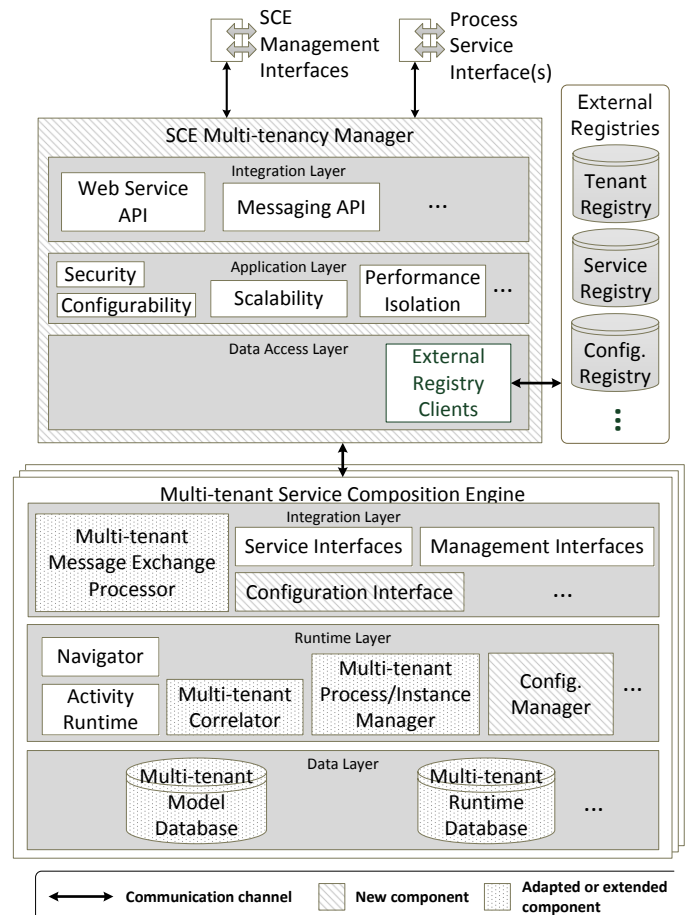 SCE
Management
Interfaces
Process
Service
Interface(s)
External
Registries
Tenant
Registry
Service
Registry
Config.
Registry
⋮
SCE Multi-tenancy Manager
Integration Layer
Web Service
API
Messaging API
...
Application Layer
Security
Configurability
Scalability
Performance
Isolation
...
Data Access Layer
External
Registry
Clients
Multi-tenant Service Composition Engine
Integration Layer
Multi-tenant
Message Exchange
Processor
Service Interfaces
Management Interfaces
Configuration Interface
...
Runtime Layer
Navigator
Activity
Runtime
Multi-tenant
Correlator
Multi-tenant
Process/Instance
Manager
Config.
Manager
...
Data Layer
Multi-tenant
Model
Database
Multi-tenant
Runtime
Database
...
Communication channel
New component
Adapted or extended
component